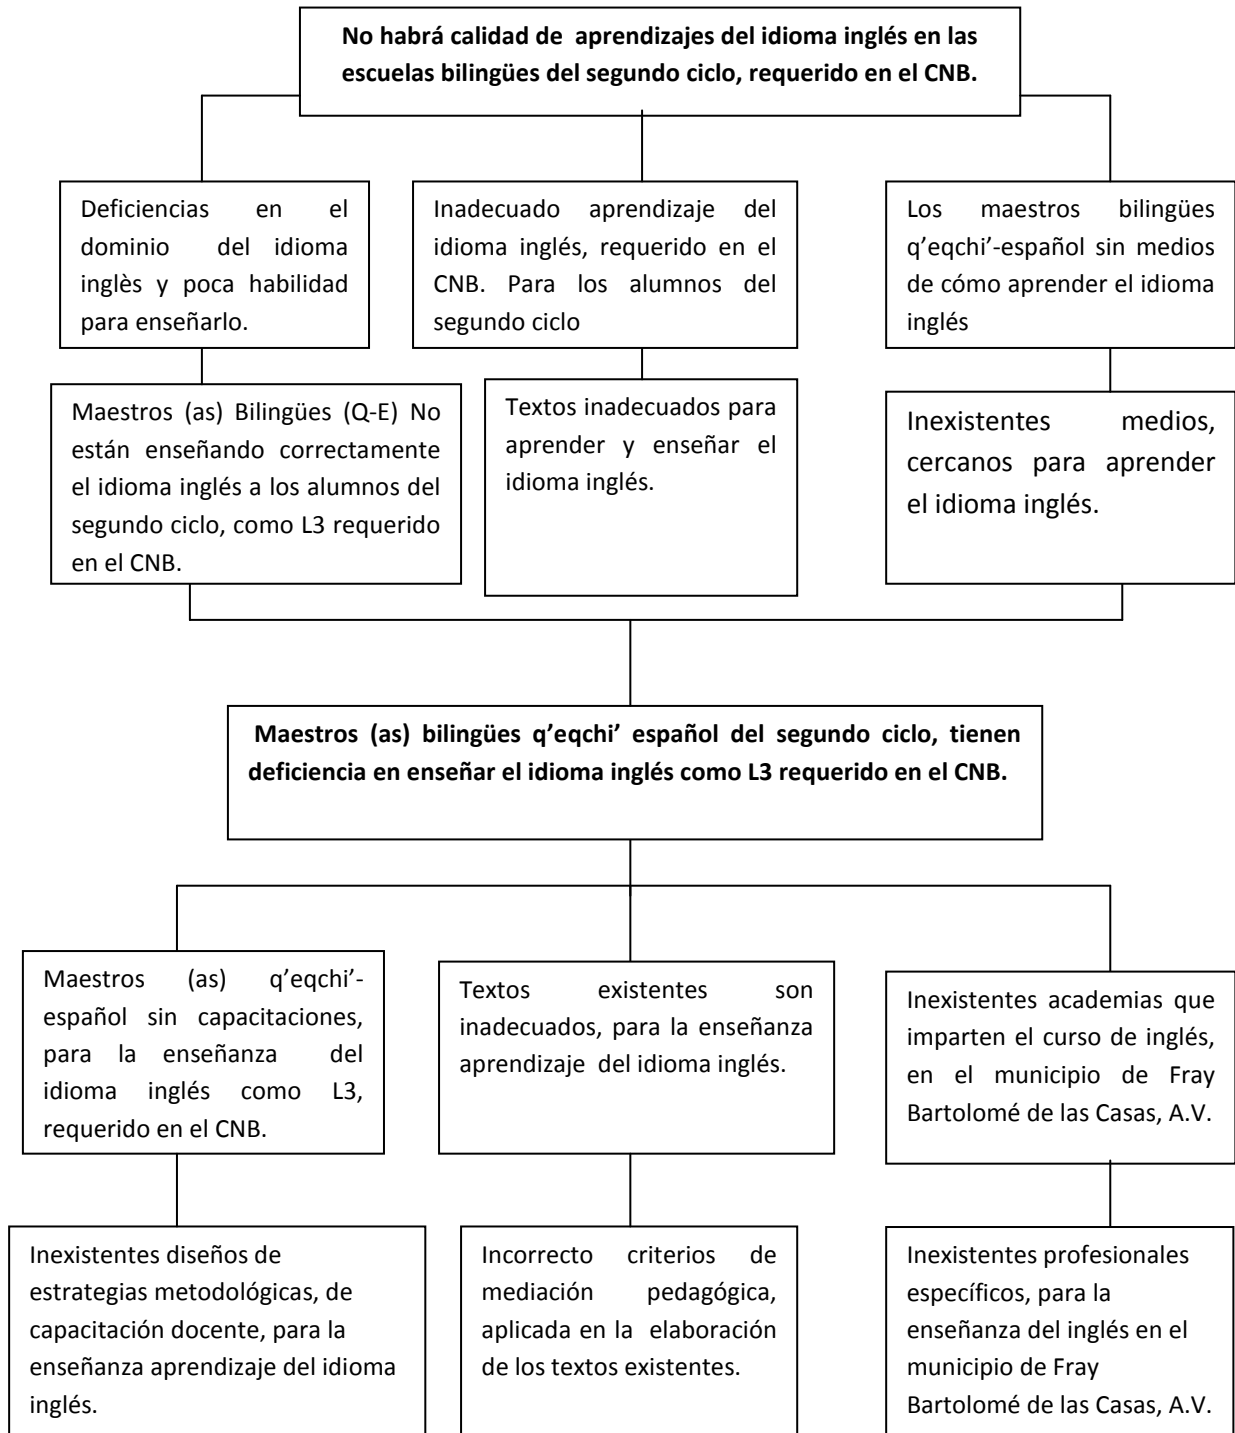 No habrá calidad de aprendizajes del idioma inglés en las
escuelas bilingües del segundo ciclo, requerido en el CNB.
Deficiencias en el
dominio del idioma
inglès y poca habilidad
para enseñarlo.
Inadecuado aprendizaje del
idioma inglés, requerido en el
CNB. Para los alumnos del
segundo ciclo
Los maestros bilingües
q’eqchi’-español sin medios
de cómo aprender el idioma
inglés
Maestros (as) Bilingües (Q-E) No
están enseñando correctamente
el idioma inglés a los alumnos del
segundo ciclo, como L3 requerido
en el CNB.
Textos inadecuados para
aprender y enseñar el
idioma inglés.
Inexistentes medios,
cercanos para aprender
el idioma inglés.
Maestros (as) bilingües q’eqchi’ español del segundo ciclo, tienen
deficiencia en enseñar el idioma inglés como L3 requerido en el CNB.
Maestros (as) q’eqchi’-
español sin capacitaciones,
para la enseñanza del
idioma inglés como L3,
requerido en el CNB.
Textos existentes son
inadecuados, para la enseñanza
aprendizaje del idioma inglés.
Inexistentes academias que
imparten el curso de inglés,
en el municipio de Fray
Bartolomé de las Casas, A.V.
Inexistentes diseños de
estrategias metodológicas, de
capacitación docente, para la
enseñanza aprendizaje del idioma
inglés.
Incorrecto criterios de
mediación pedagógica,
aplicada en la elaboración
de los textos existentes.
Inexistentes profesionales
específicos, para la
enseñanza del inglés en el
municipio de Fray
Bartolomé de las Casas, A.V.